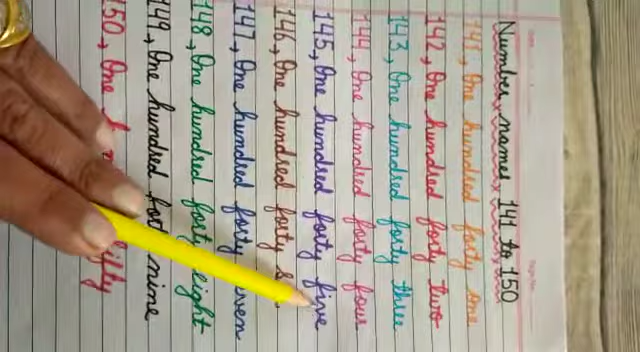 Number names 141 to 150
141, One hundred forty one
142, One hundred forty two
143, One hundred forty three
144, One hundred forty four
145, One hundred forty five
146, One hundred forty
147, One hundred forty
148, One hundred forty eight
149, One hundred nine
150, One